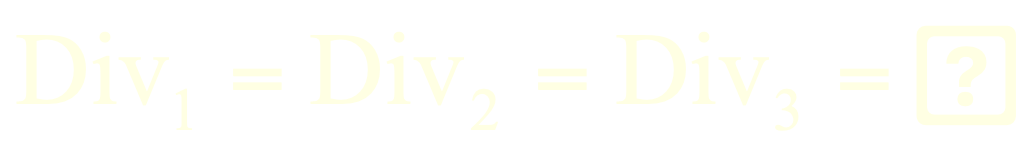 Div₁ = Div₂ = Div₃ = ?